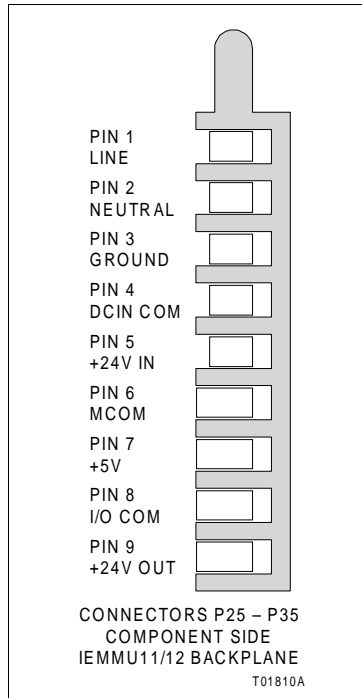 PIN 1
LINE
PIN 2
NEUTRAL
PIN 3
GROUND
PIN 4
DCIN COM
PIN 5
+24V IN
PIN 6
MCOM
PIN 7
+5V
PIN 8
I/O COM
PIN 9
+24V OUT
CONNECTORS P25 – P35
COMPONENT SIDE
IEMMU11/12 BACKPLANE
T01810A